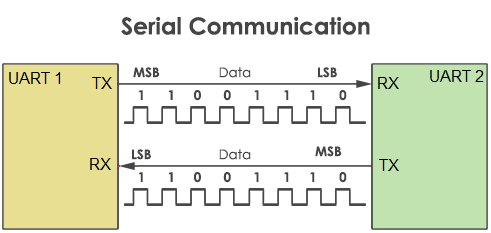 Serial Communication
UART 1
TX
MSB
Data
LSB
RX
UART 2
1 1 0 0 1 1 1 0
RX
LSB
Data
MSB
TX
1 1 0 0 1 1 1 0